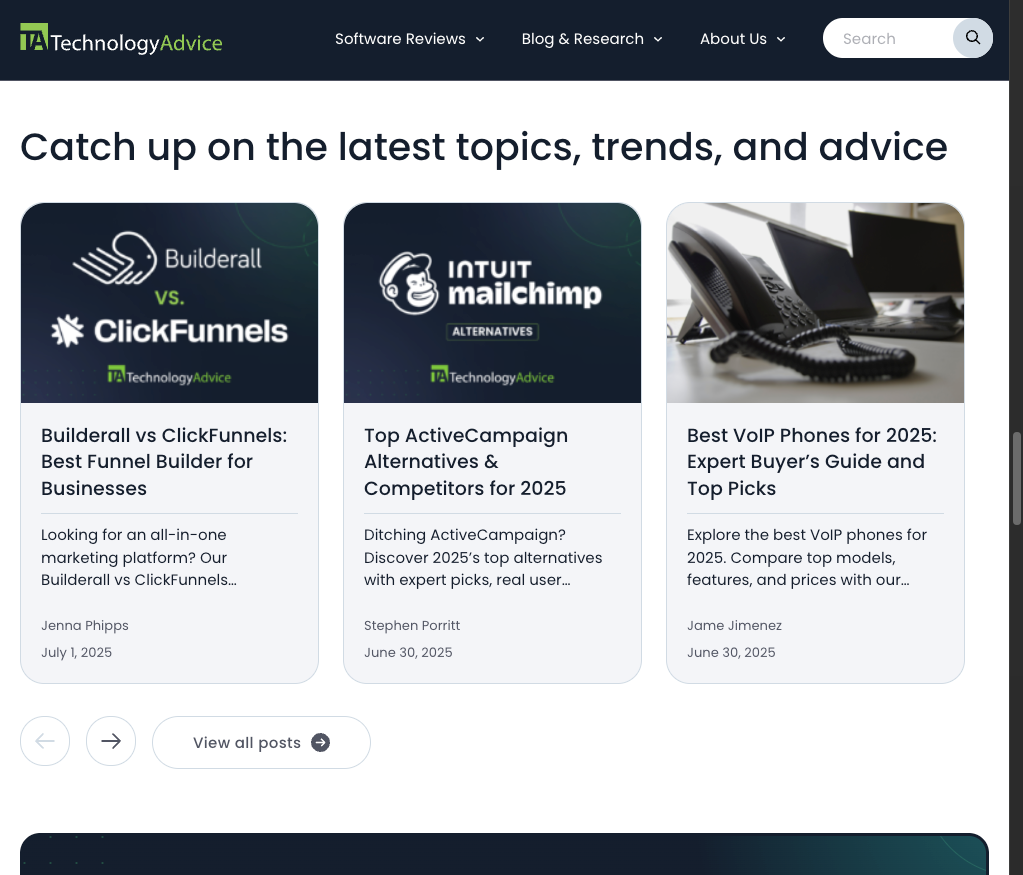 TA TechnologyAdvice
Software Reviews
Blog & Research
About Us
Search
Catch up on the latest topics, trends, and advice
Builderall
VS.
ClickFunnels
TA TechnologyAdvice
INTUIT
mailchimp
ALTERNATIVES
TA TechnologyAdvice
Builderall vs ClickFunnels:
Best Funnel Builder for
Businesses
Looking for an all-in-one
marketing platform? Our
Builderall vs ClickFunnels…
Jenna Phipps
July 1, 2025
Top ActiveCampaign
Alternatives &
Competitors for 2025
Ditching ActiveCampaign?
Discover 2025’s top alternatives
with expert picks, real user…
Stephen Porritt
June 30, 2025
Best VoIP Phones for 2025:
Expert Buyer’s Guide and
Top Picks
Explore the best VoIP phones for
2025. Compare top models,
features, and prices with our…
Jame Jimenez
June 30, 2025
View all posts